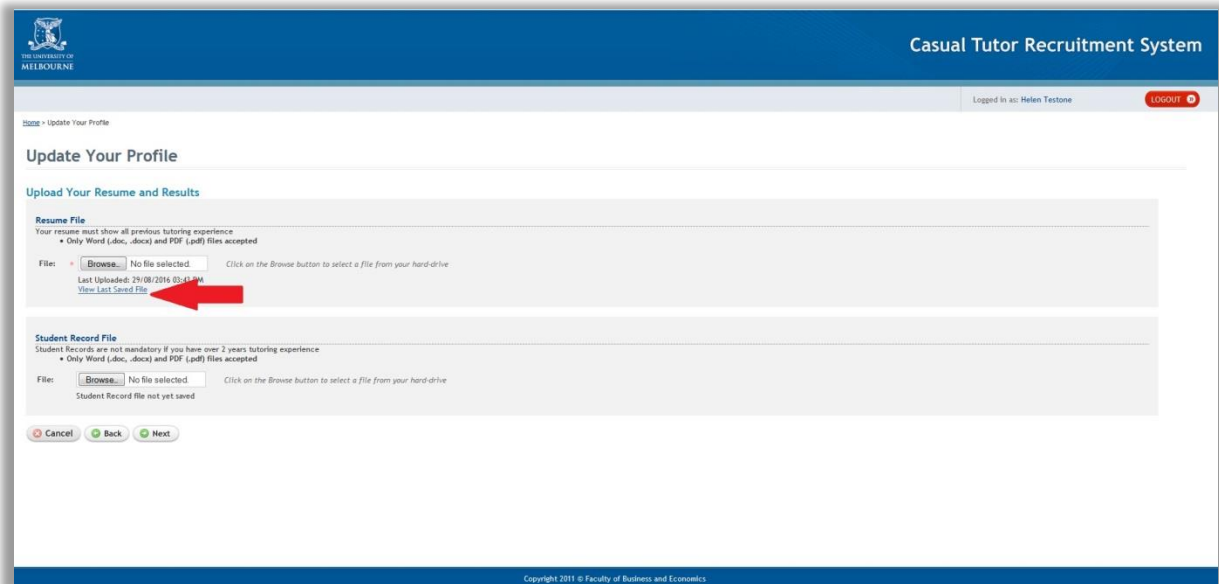 THE UNIVERSITY OF
MELBOURNE
Casual Tutor Recruitment System
Logged in as: Helen Testone
LOGOUT
Home > Update Your Profile
Update Your Profile
Upload Your Resume and Results
Resume File
Your resume must show all previous tutoring experience
• Only Word (.doc, .docx) and PDF (.pdf) files accepted
File: * Browse.. No file selected. Click on the Browse button to select a file from your hard-drive
Last Uploaded: 29/08/2016 03:43 PM
View Last Saved File
Student Record File
Student Records are not mandatory if you have over 2 years tutoring experience
• Only Word (.doc, .docx) and PDF (.pdf) files accepted
File: Browse.. No file selected. Click on the Browse button to select a file from your hard-drive
Student Record file not yet saved
Cancel Back Next
Copyright 2011 © Faculty of Business and Economics